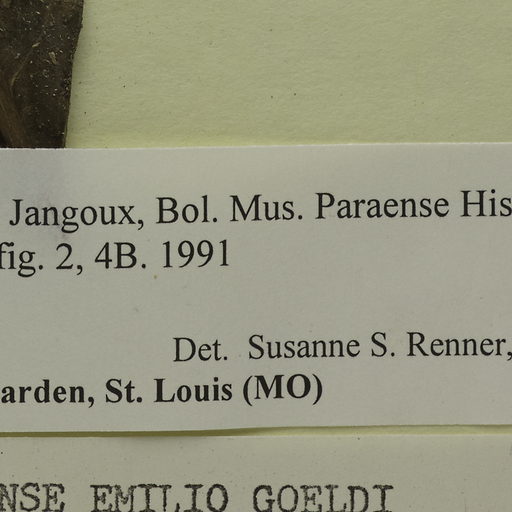 Jangoux, Bol. Mus. Paraense His
fig. 2, 4B. 1991
Det. Susanne S. Renner,
arden, St. Louis (MO)
NSE EMILIO GOELDI